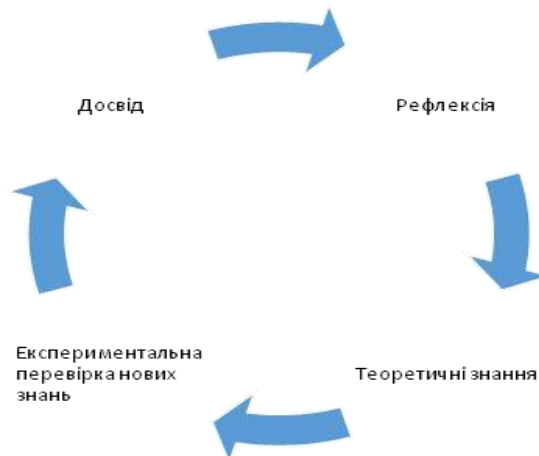 Досвід
Рефлексія
Експериментальна
перевірка нових
знань
Теоретичні знання